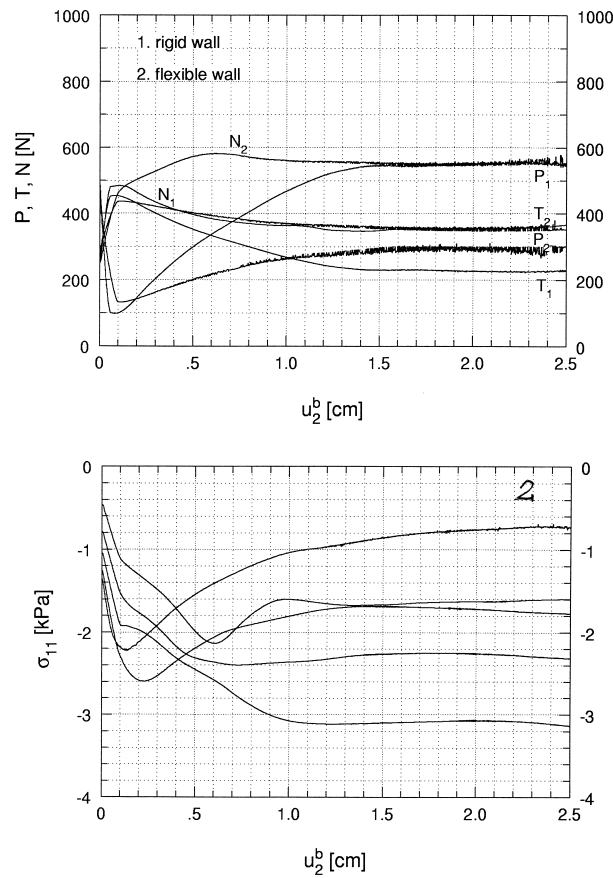 1000 1000
1. rigid wall
800 2. flexible wall 800
P, T, N [N]
600 N₂ 600
P₁
400 N₁ T₂ 400
P₂
200 T₁ 200
0 0
0 .5 1.0 1.5 2.0 2.5
u₂ᵇ [cm]
0 0
2
-1 -1
σ₁₁ [kPa]
-2 -2
-3 -3
-4 -4
0 .5 1.0 1.5 2.0 2.5
u₂ᵇ [cm]